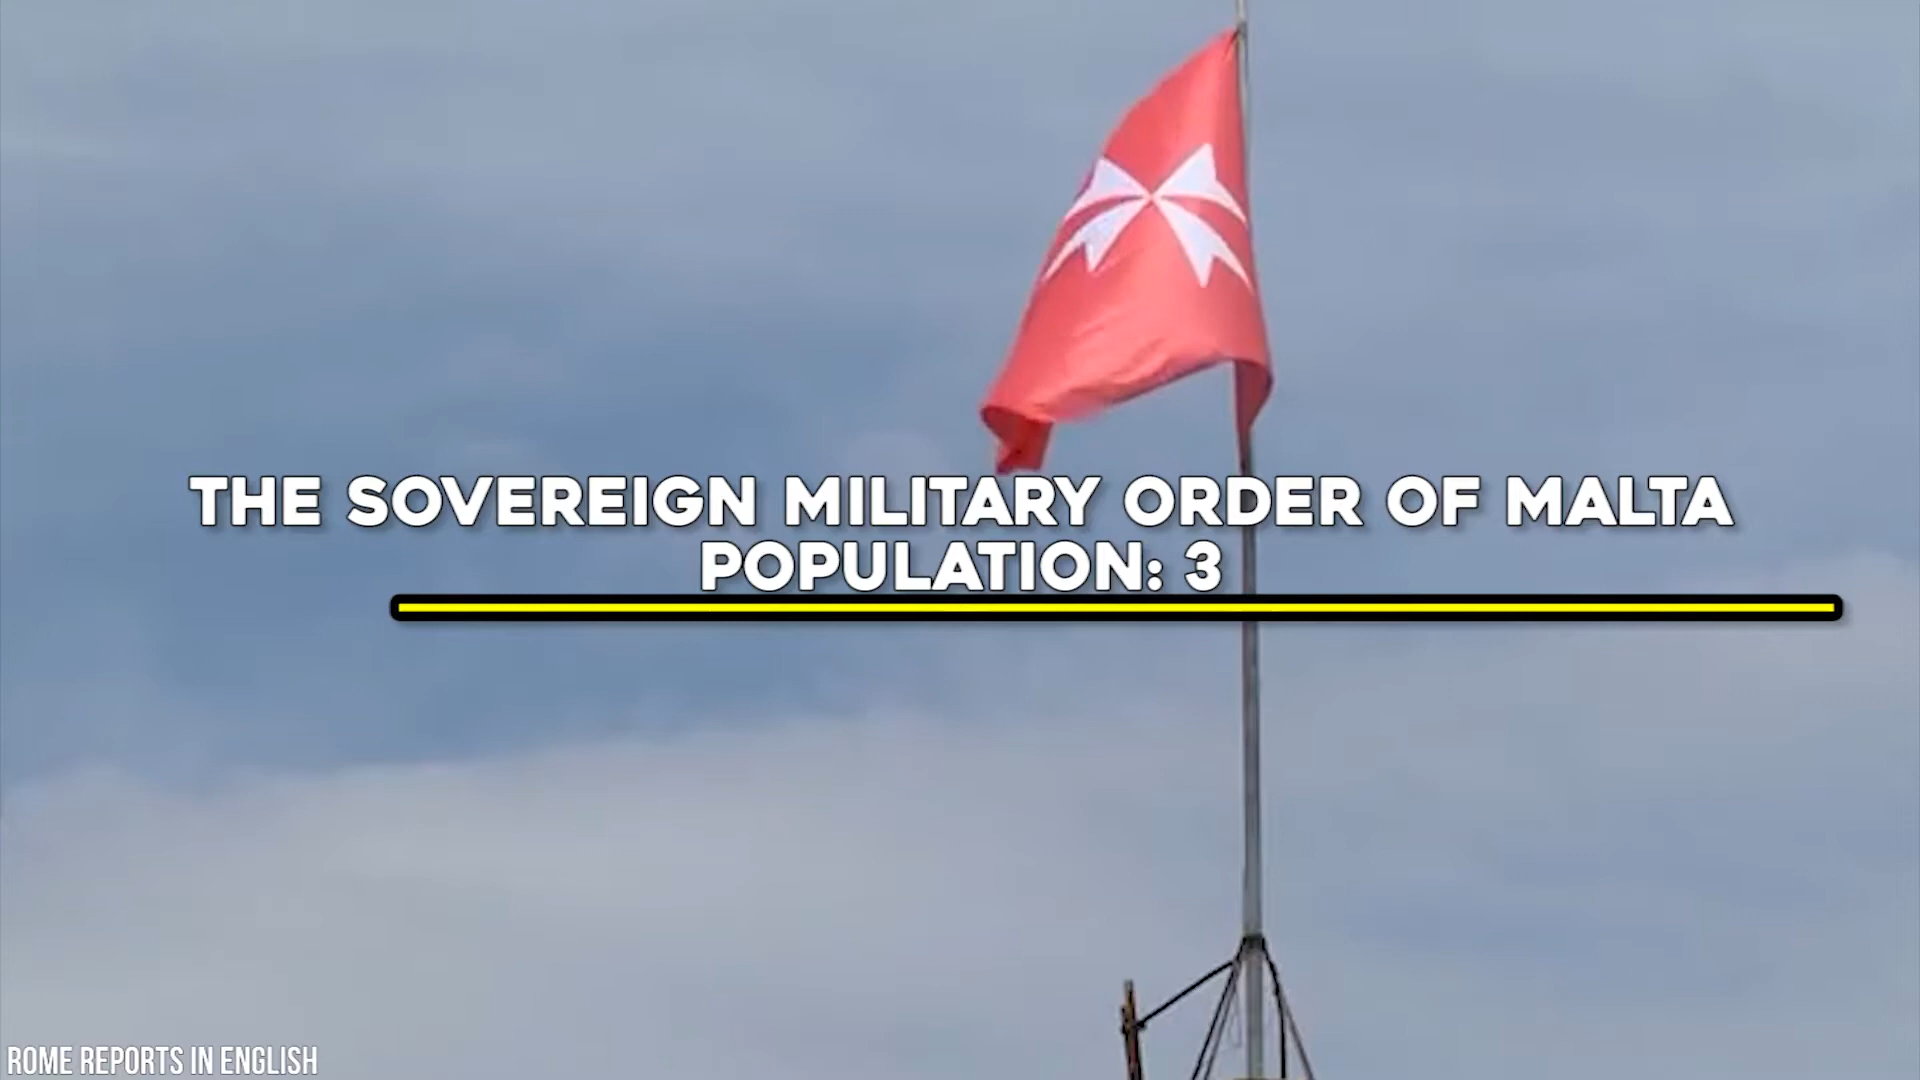 THE SOVEREIGN MILITARY ORDER OF MALTA
POPULATION: 3
ROME REPORTS IN ENGLISH